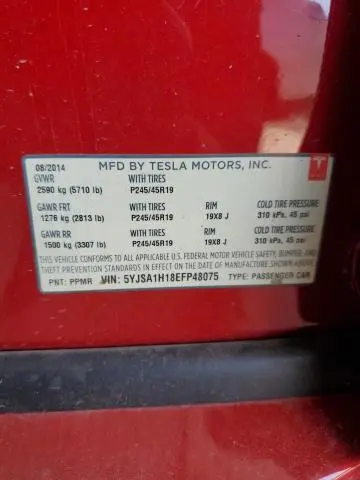 08/2014 MFD BY TESLA MOTORS, INC.
GVWR WITH TIRES
2590 kg (5710 lb) P245/45R19
GAWR FRT WITH TIRES RIM COLD TIRE PRESSURE
1276 kg (2813 lb) P245/45R19 19X8 J 310 kPa, 45 psi
GAWR RR WITH TIRES RIM COLD TIRE PRESSURE
1500 kg (3307 lb) P245/45R19 19X8 J 310 kPa, 45 psi
THIS VEHICLE CONFORMS TO ALL APPLICABLE U.S. FEDERAL MOTOR VEHICLE SAFETY, BUMPER, AND
THEFT PREVENTION STANDARDS IN EFFECT ON THE DATE OF MANUFACTURE SHOWN ABOVE.
PNT: PPMR VIN: 5YJSA1H18EFP48075 TYPE: PASSENGER CAR